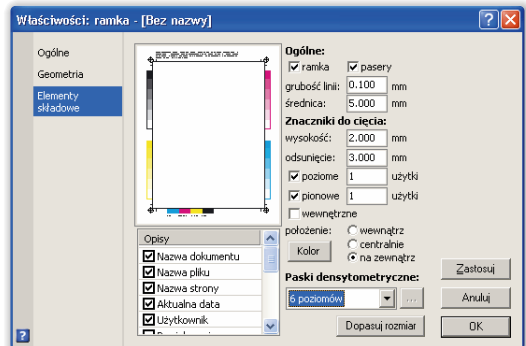 Właściwości: ramka - [Bez nazwy]
Ogólne
Geometria
Elementy
składowe
Opisy
Nazwa dokumentu
Nazwa pliku
Nazwa strony
Aktualna data
Użytkownik
Ogólne:
ramka pasery
grubość linii: 0.100 mm
średnica: 5.000 mm
Znaczniki do cięcia:
wysokość: 2.000 mm
odsunięcie: 3.000 mm
poziome 1 użytki
pionowe 1 użytki
wewnętrzne
położenie: wewnątrz
centralnie
Kolor
na zewnątrz
Paski densytometryczne:
6 poziomów ...
Dopasuj rozmiar
Zastosuj
Anuluj
OK